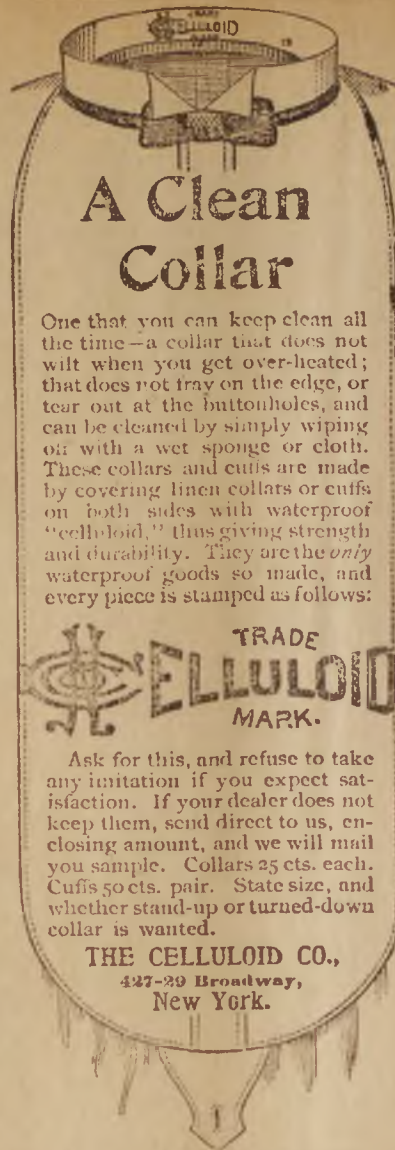 TRADE
CELLULOID
MARK
A Clean
Collar
One that you can keep clean all
the time—a collar that does not
wilt when you get over-heated;
that does not fray on the edge, or
tear out at the buttonholes, and
can be cleaned by simply wiping
off with a wet sponge or cloth.
These collars and cuffs are made
by covering linen collars or cuffs
on both sides with waterproof
"celluloid," thus giving strength
and durability. They are the only
waterproof goods so made, and
every piece is stamped as follows:
TRADE
CELLULOID
MARK.
Ask for this, and refuse to take
any imitation if you expect sat-
isfaction. If your dealer does not
keep them, send direct to us, en-
closing amount, and we will mail
you sample. Collars 25 cts. each.
Cuffs 50 cts. pair. State size, and
whether stand-up or turned-down
collar is wanted.
THE CELLULOID CO.,
427-29 Broadway,
New York.